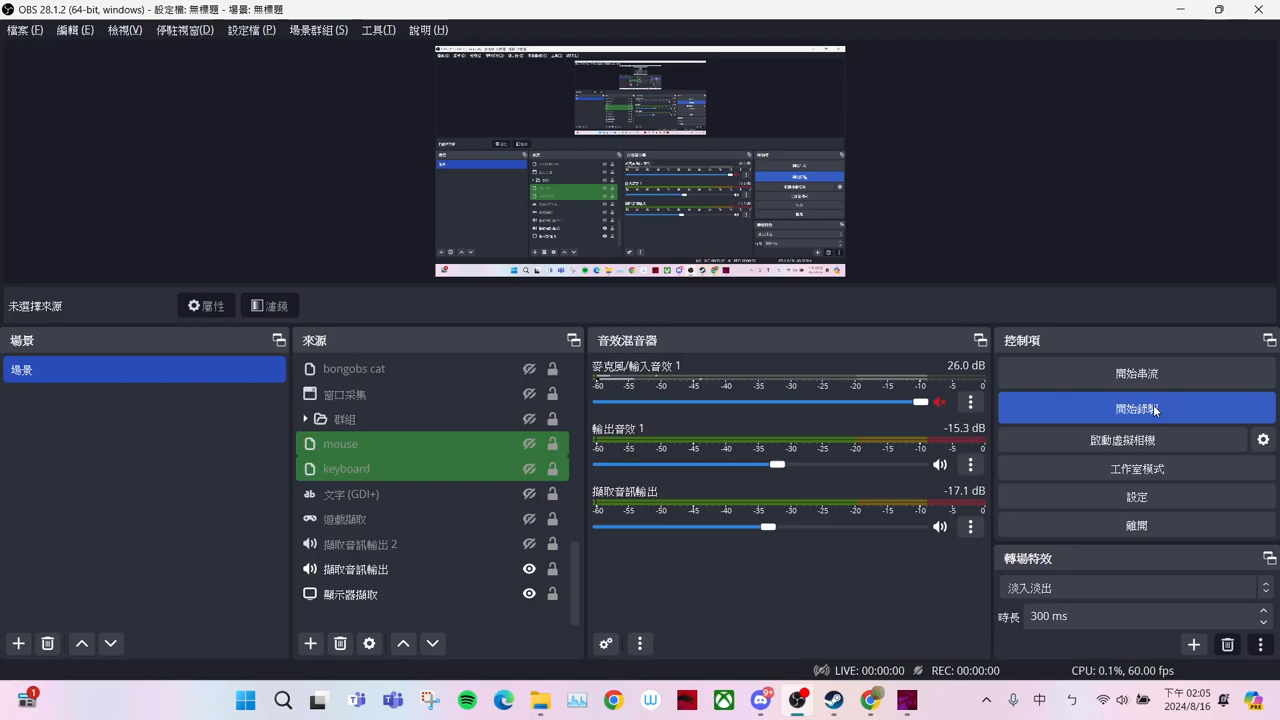 OBS 28.1.2 (64-bit, windows) - 設定檔: 無標題 - 場景: 無標題
檔案 (F) 編輯 (E) 檢視(V) 停駐視窗(D) 設定檔 (P) 場景群組 (S) 工具(T) 說明 (H)
未選擇來源 屬性 濾鏡
場景
場景
來源
bongobs cat
窗口采集
群組
mouse
keyboard
ab 文字 (GDI+)
遊戲擷取
擷取音訊輸出 2
擷取音訊輸出
顯示器擷取
音效混音器
麥克風/輸入音效 1 26.0 dB
-60 -55 -50 -45 -40 -35 -30 -25 -20 -15 -10 -5 0
輸出音效 1 -15.3 dB
-60 -55 -50 -45 -40 -35 -30 -25 -20 -15 -10 -5 0
擷取音訊輸出 -17.1 dB
-60 -55 -50 -45 -40 -35 -30 -25 -20 -15 -10 -5 0
控制項
開始串流
開始錄製
啟動虛擬相機
工作室模式
設定
離開
轉場特效
淡入淡出
時長 300 ms
LIVE: 00:00:00 REC: 00:00:00 CPU: 0.1%, 60.00 fps
1 9+ 中 ㄅ 下午 02:05
2024/8/16 PRE